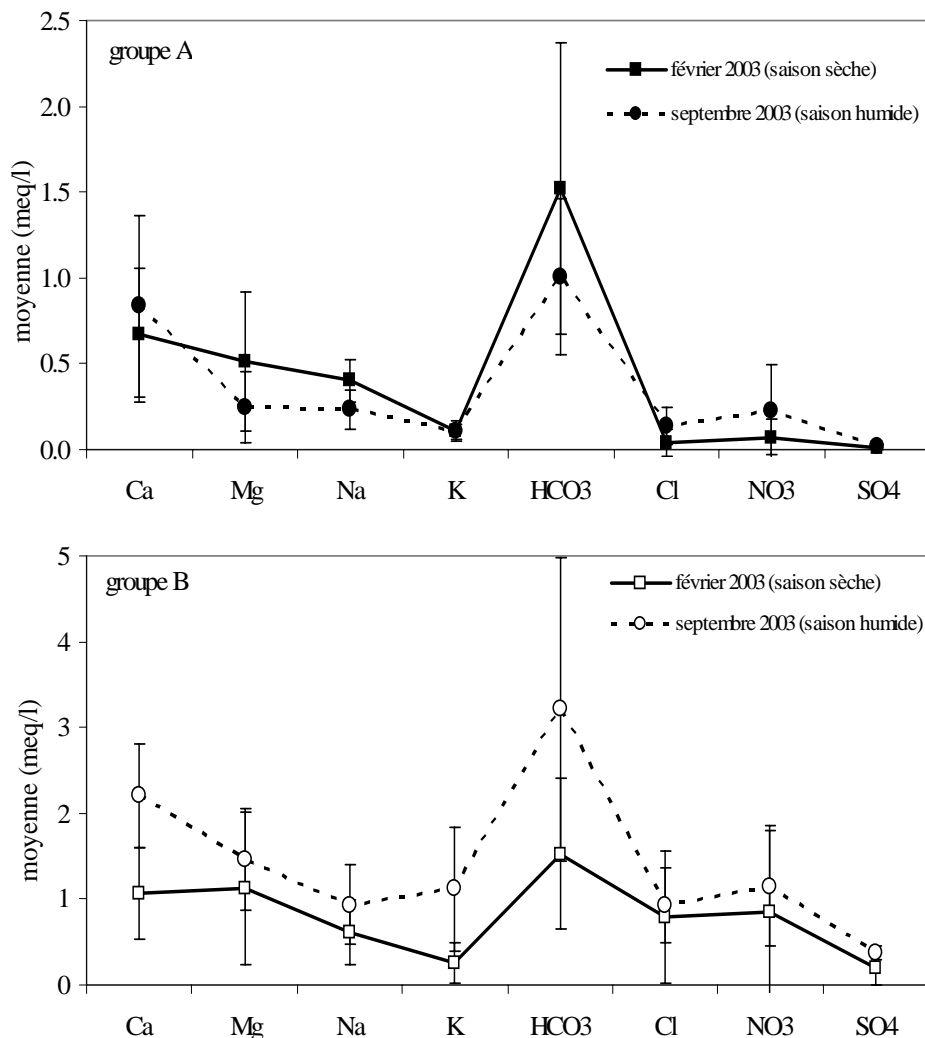 groupe A
février 2003 (saison sèche)
septembre 2003 (saison humide)
moyenne (meq/l)
2.5
2.0
1.5
1.0
0.5
0.0
Ca Mg Na K HCO3 Cl NO3 SO4
groupe B
février 2003 (saison sèche)
septembre 2003 (saison humide)
moyenne (meq/l)
5
4
3
2
1
0
Ca Mg Na K HCO3 Cl NO3 SO4